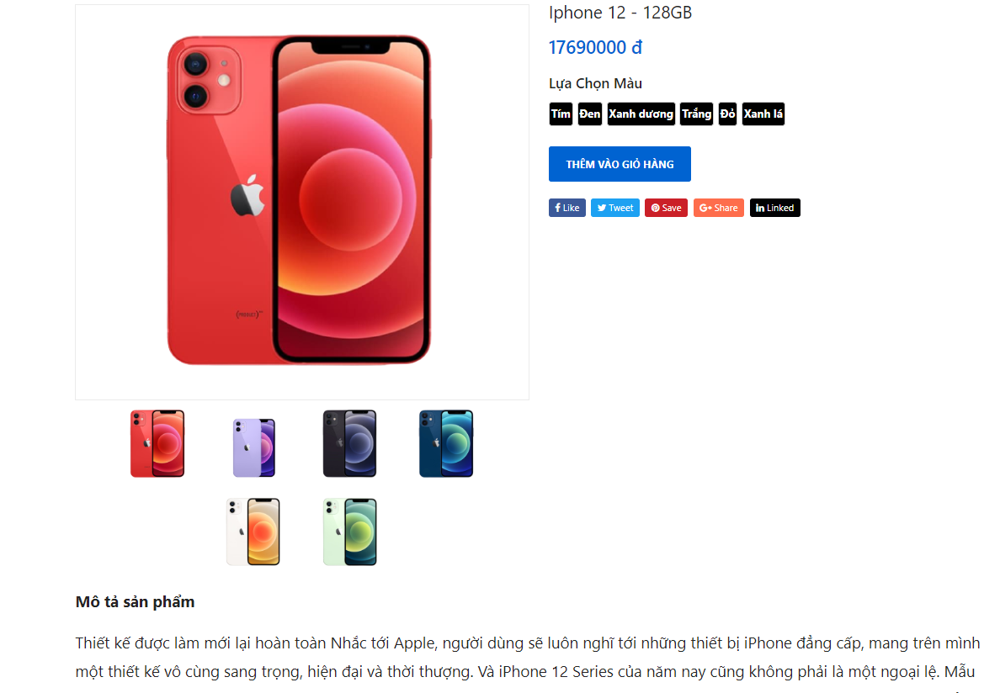 Iphone 12 - 128GB
17690000 đ
Lựa Chọn Màu
Tím Đen Xanh dương Trắng Đỏ Xanh lá
THÊM VÀO GIỎ HÀNG
Like Tweet Save Share Linked
Mô tả sản phẩm
Thiết kế được làm mới lại hoàn toàn Nhắc tới Apple, người dùng sẽ luôn nghĩ tới những thiết bị iPhone đẳng cấp, mang trên mình
một thiết kế vô cùng sang trọng, hiện đại và thời thượng. Và iPhone 12 Series của năm nay cũng không phải là một ngoại lệ. Mẫu